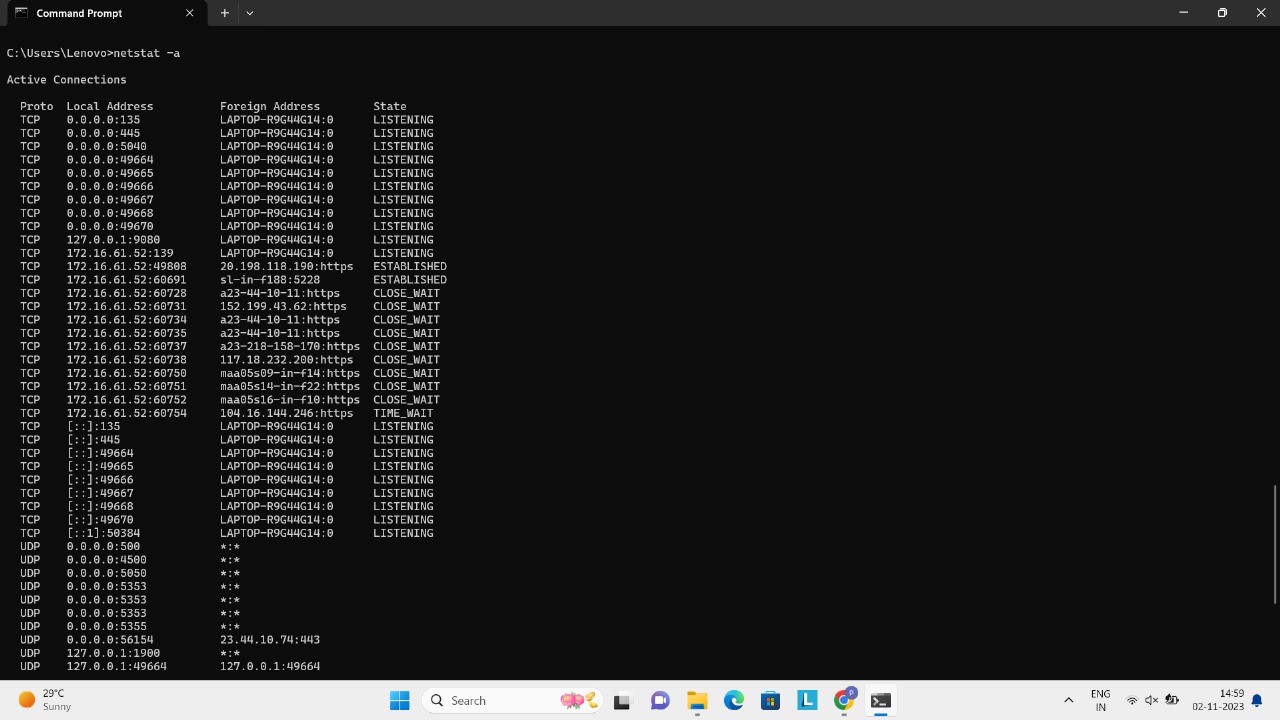 Command Prompt
C:\Users\Lenovo>netstat -a
Active Connections
Proto  Local Address          Foreign Address        State
TCP    0.0.0.0:135            LAPTOP-R9G44G14:0      LISTENING
TCP    0.0.0.0:445            LAPTOP-R9G44G14:0      LISTENING
TCP    0.0.0.0:5040           LAPTOP-R9G44G14:0      LISTENING
TCP    0.0.0.0:49664          LAPTOP-R9G44G14:0      LISTENING
TCP    0.0.0.0:49665          LAPTOP-R9G44G14:0      LISTENING
TCP    0.0.0.0:49666          LAPTOP-R9G44G14:0      LISTENING
TCP    0.0.0.0:49667          LAPTOP-R9G44G14:0      LISTENING
TCP    0.0.0.0:49668          LAPTOP-R9G44G14:0      LISTENING
TCP    0.0.0.0:49670          LAPTOP-R9G44G14:0      LISTENING
TCP    127.0.0.1:9080         LAPTOP-R9G44G14:0      LISTENING
TCP    172.16.61.52:139       LAPTOP-R9G44G14:0      LISTENING
TCP    172.16.61.52:49808     20.198.118.190:https   ESTABLISHED
TCP    172.16.61.52:60691     sl-in-f188:5228        ESTABLISHED
TCP    172.16.61.52:60728     a23-44-10-11:https     CLOSE_WAIT
TCP    172.16.61.52:60731     152.199.43.62:https    CLOSE_WAIT
TCP    172.16.61.52:60734     a23-44-10-11:https     CLOSE_WAIT
TCP    172.16.61.52:60735     a23-44-10-11:https     CLOSE_WAIT
TCP    172.16.61.52:60737     a23-218-158-170:https  CLOSE_WAIT
TCP    172.16.61.52:60738     117.18.232.200:https   CLOSE_WAIT
TCP    172.16.61.52:60750     maa05s09-in-f14:https  CLOSE_WAIT
TCP    172.16.61.52:60751     maa05s14-in-f22:https  CLOSE_WAIT
TCP    172.16.61.52:60752     maa05s16-in-f10:https  CLOSE_WAIT
TCP    172.16.61.52:60754     104.16.144.246:https   TIME_WAIT
TCP    [::]:135               LAPTOP-R9G44G14:0      LISTENING
TCP    [::]:445               LAPTOP-R9G44G14:0      LISTENING
TCP    [::]:49664             LAPTOP-R9G44G14:0      LISTENING
TCP    [::]:49665             LAPTOP-R9G44G14:0      LISTENING
TCP    [::]:49666             LAPTOP-R9G44G14:0      LISTENING
TCP    [::]:49667             LAPTOP-R9G44G14:0      LISTENING
TCP    [::]:49668             LAPTOP-R9G44G14:0      LISTENING
TCP    [::]:49670             LAPTOP-R9G44G14:0      LISTENING
TCP    [::1]:50384            LAPTOP-R9G44G14:0      LISTENING
UDP    0.0.0.0:500            *:*
UDP    0.0.0.0:4500           *:*
UDP    0.0.0.0:5050           *:*
UDP    0.0.0.0:5353           *:*
UDP    0.0.0.0:5353           *:*
UDP    0.0.0.0:5353           *:*
UDP    0.0.0.0:5355           *:*
UDP    0.0.0.0:56154          23.44.10.74:443
UDP    127.0.0.1:1900         *:*
UDP    127.0.0.1:49664        127.0.0.1:49664
29°C
Sunny
Search
L
P
ENG
IN
14:59
02-11-2023